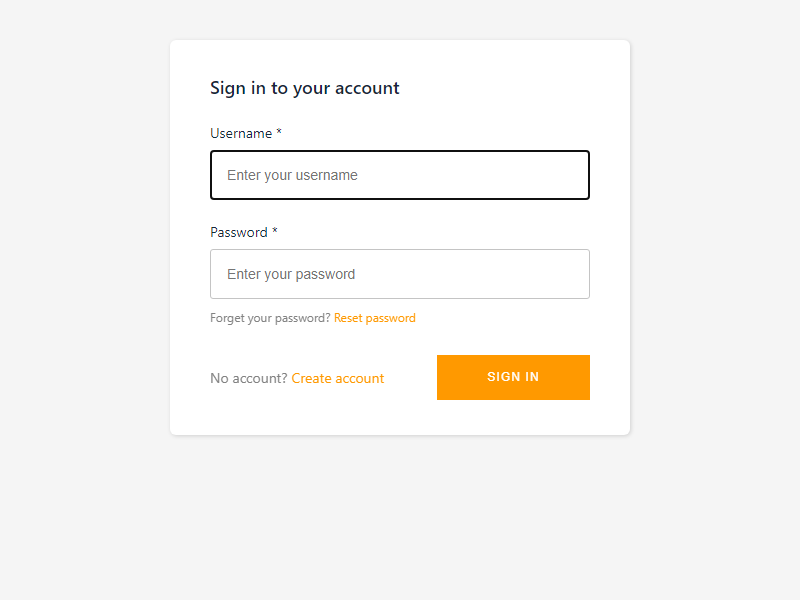 Sign in to your account
Username *
Enter your username
Password *
Enter your password
Forget your password? Reset password
No account? Create account
SIGN IN